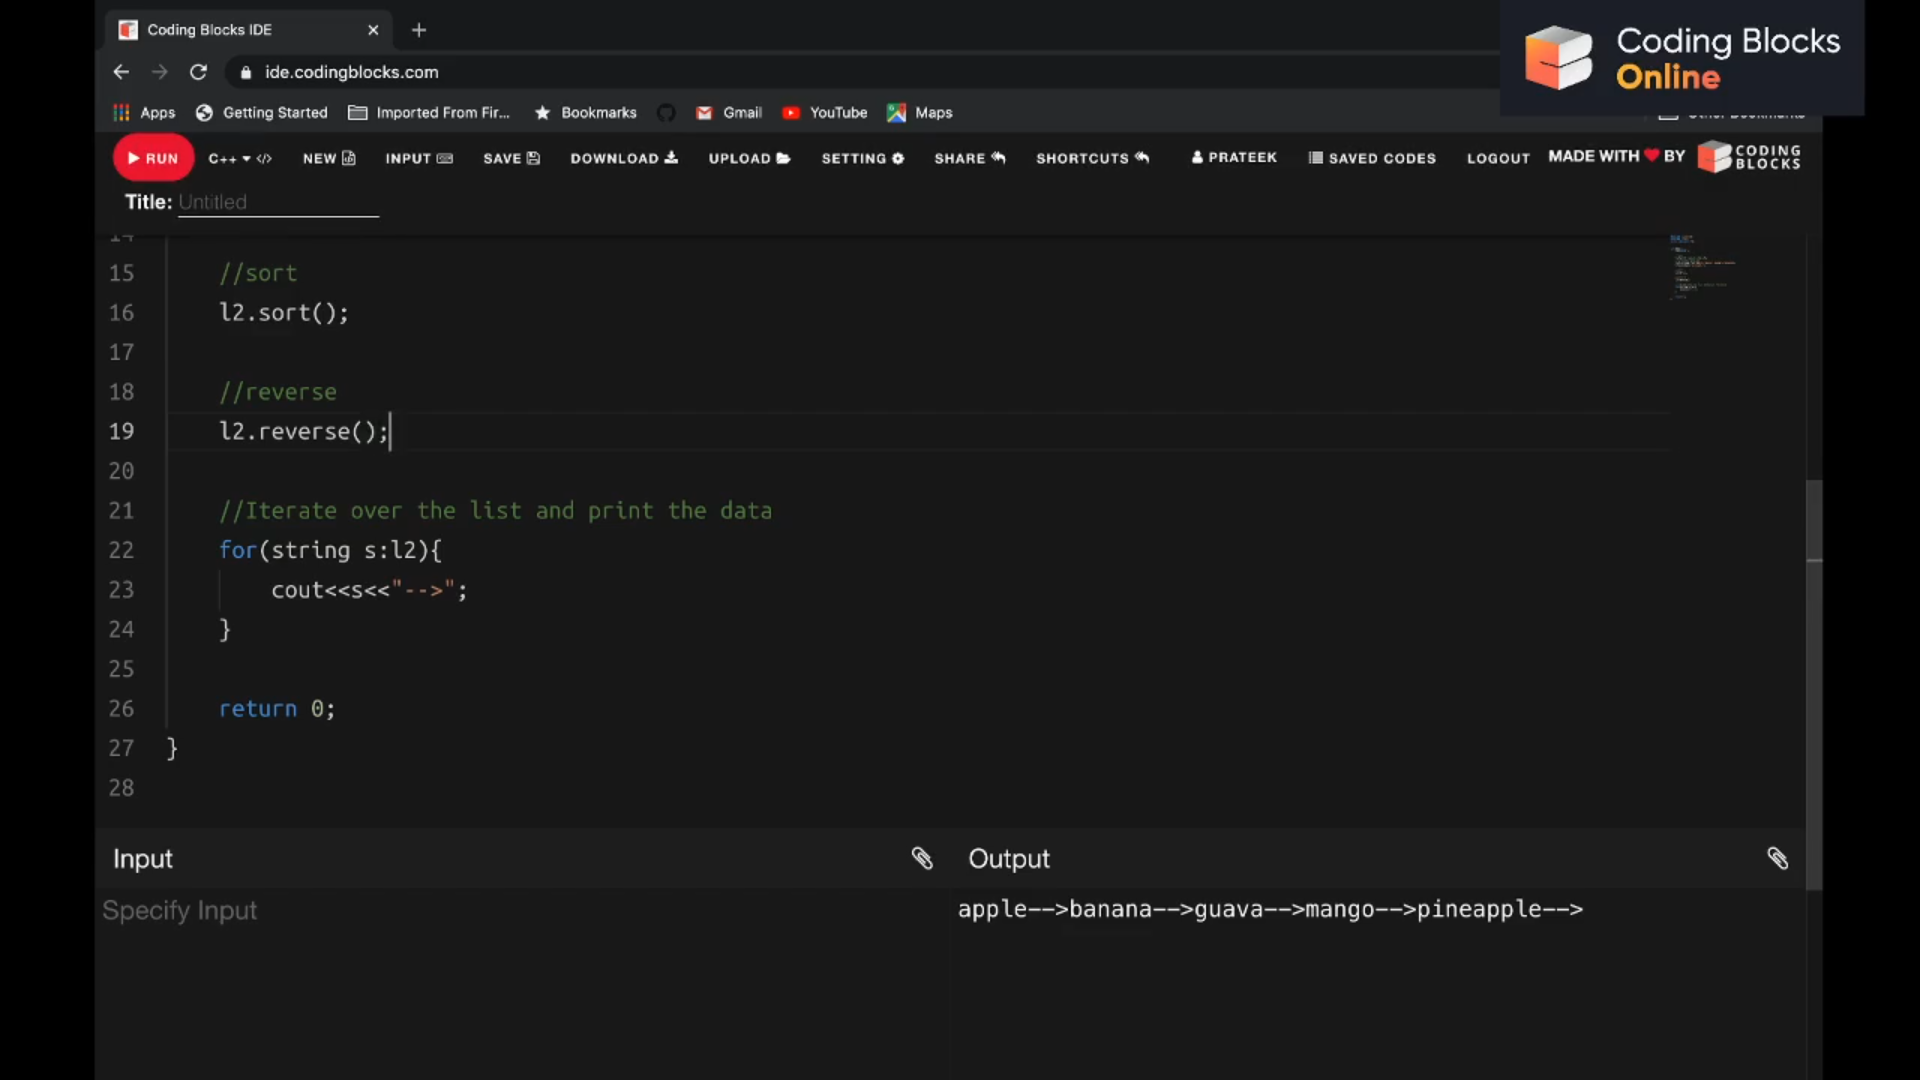 Coding Blocks IDE
ide.codingblocks.com
Coding Blocks
Online
Apps Getting Started Imported From Fir... Bookmarks Gmail YouTube Maps
RUN C++ NEW INPUT SAVE DOWNLOAD UPLOAD SETTING SHARE SHORTCUTS PRATEEK SAVED CODES LOGOUT MADE WITH BY CODING BLOCKS
Title: Untitled
14
15 //sort
16 l2.sort();
17
18 //reverse
19 l2.reverse();
20
21 //Iterate over the list and print the data
22 for(string s:l2){
23 cout<<s<<"-->";
24 }
25
26 return 0;
27 }
28
Input Output
Specify Input apple-->banana-->guava-->mango-->pineapple-->